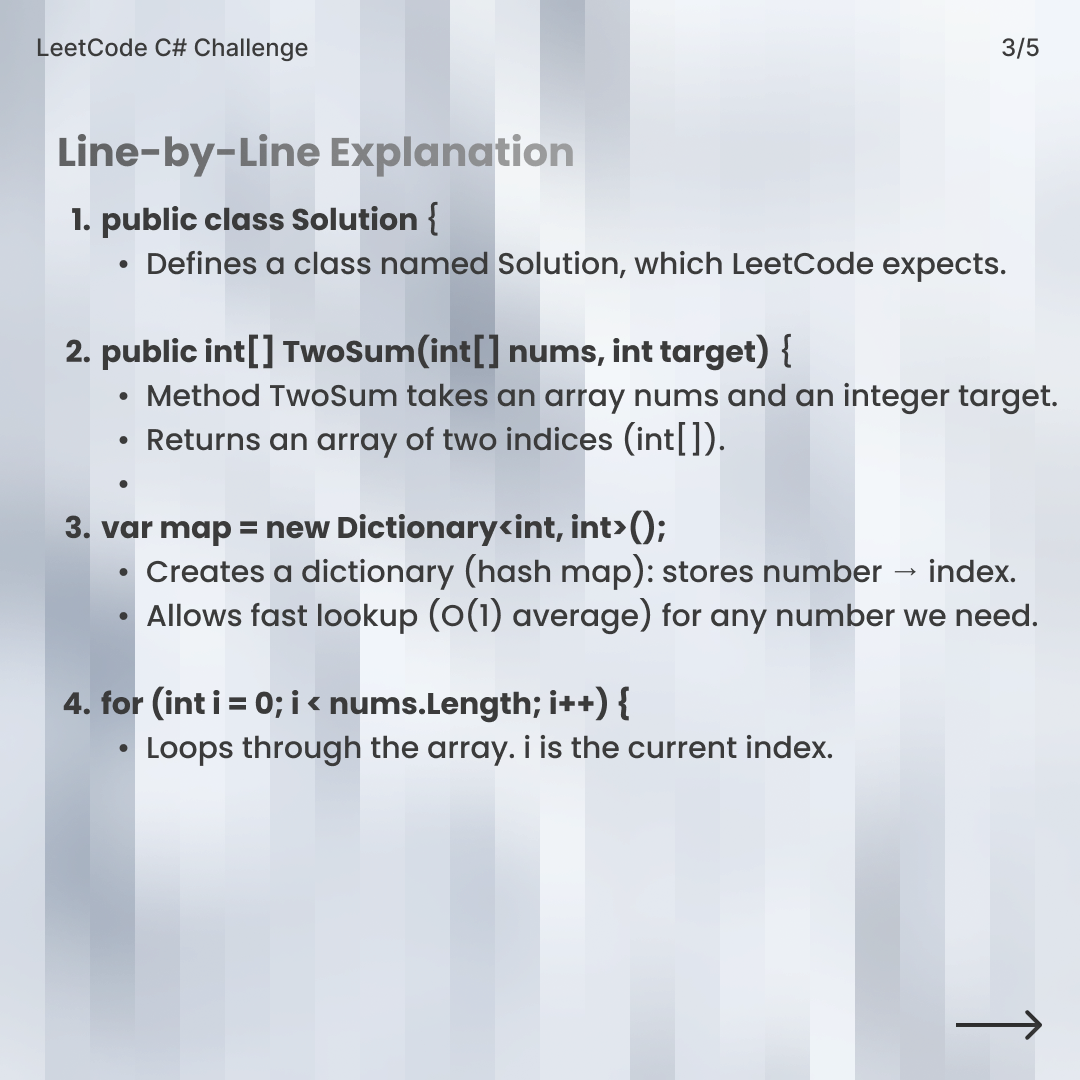 LeetCode C# Challenge
3/5
Line-by-Line Explanation
1. public class Solution {
• Defines a class named Solution, which LeetCode expects.
2. public int[] TwoSum(int[] nums, int target) {
• Method TwoSum takes an array nums and an integer target.
• Returns an array of two indices (int[]).
•
3. var map = new Dictionary<int, int>();
• Creates a dictionary (hash map): stores number → index.
• Allows fast lookup (O(1) average) for any number we need.
4. for (int i = 0; i < nums.Length; i++) {
• Loops through the array. i is the current index.